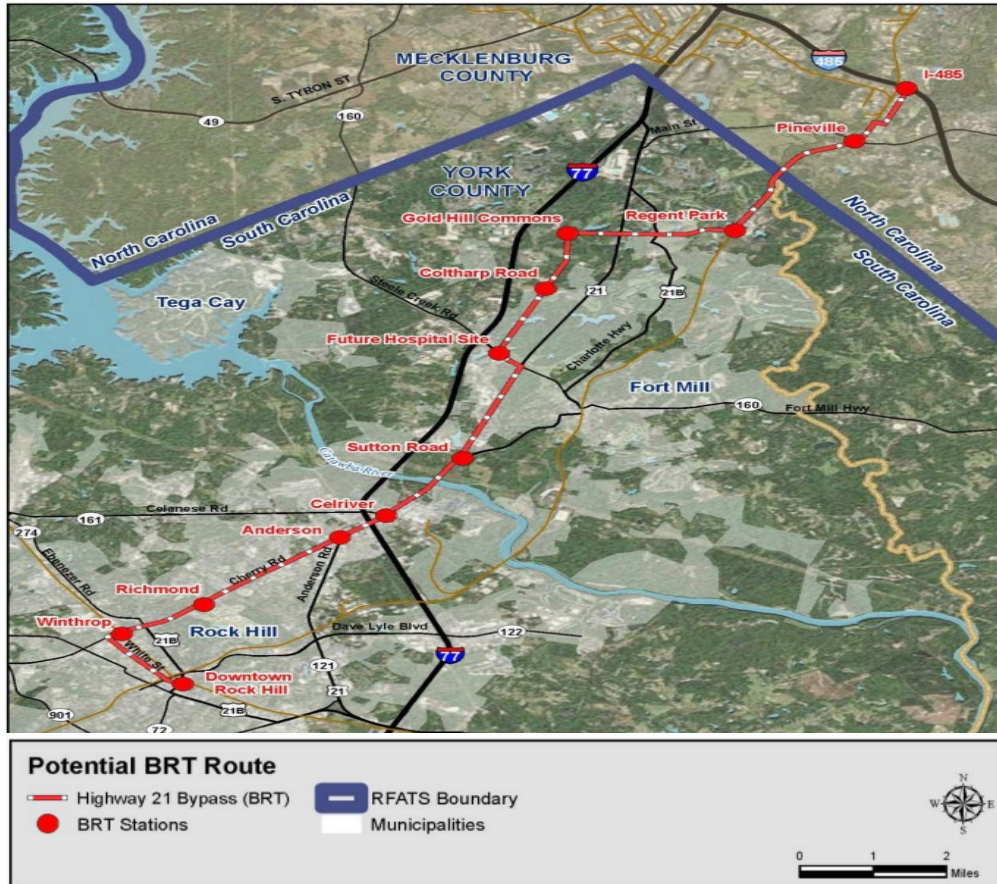 MECKLENBURG
COUNTY
485
I-485
S. TYRON ST
160
49
Main St
Pineville
77
YORK
COUNTY
Gold Hill Commons
Regent Park
North Carolina
South Carolina
North Carolina
South Carolina
Coltharp Road
Tega Cay
Steele Creek Rd
21
21B
Future Hospital Site
Charlotte Hwy
Fort Mill
160
Fort Mill Hwy
Sutton Road
Catawba River
Celriver
161
Celanese Rd
274
Anderson
Ebenezer Rd
Cherry Rd
Anderson Rd
Richmond
Winthrop
Rock Hill
21B
Dave Lyle Blvd
122
White St
77
Downtown
Rock Hill
121
21
901
21B
72
Potential BRT Route
Highway 21 Bypass (BRT)
RFATS Boundary
BRT Stations
Municipalities
N
W E
S
0 1 2
Miles